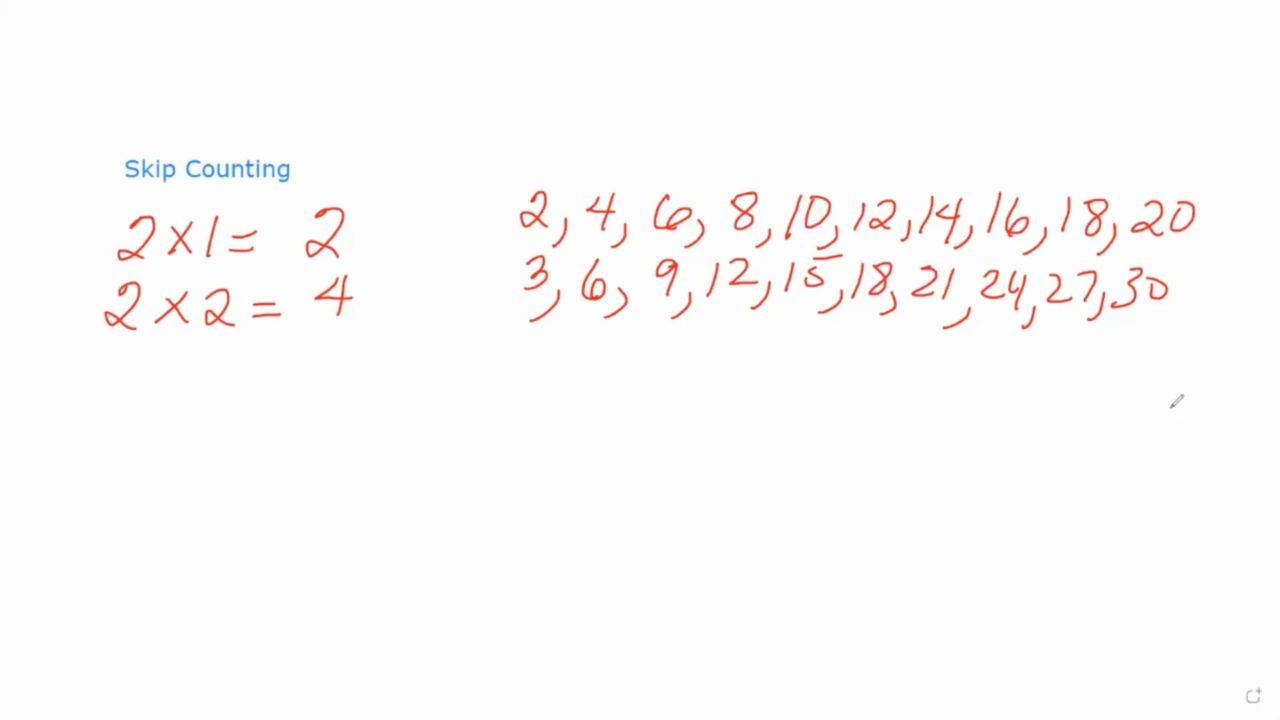 Skip Counting
2 × 1 = 2
2 × 2 = 4
2, 4, 6, 8, 10, 12, 14, 16, 18, 20
3, 6, 9, 12, 15, 18, 21, 24, 27, 30